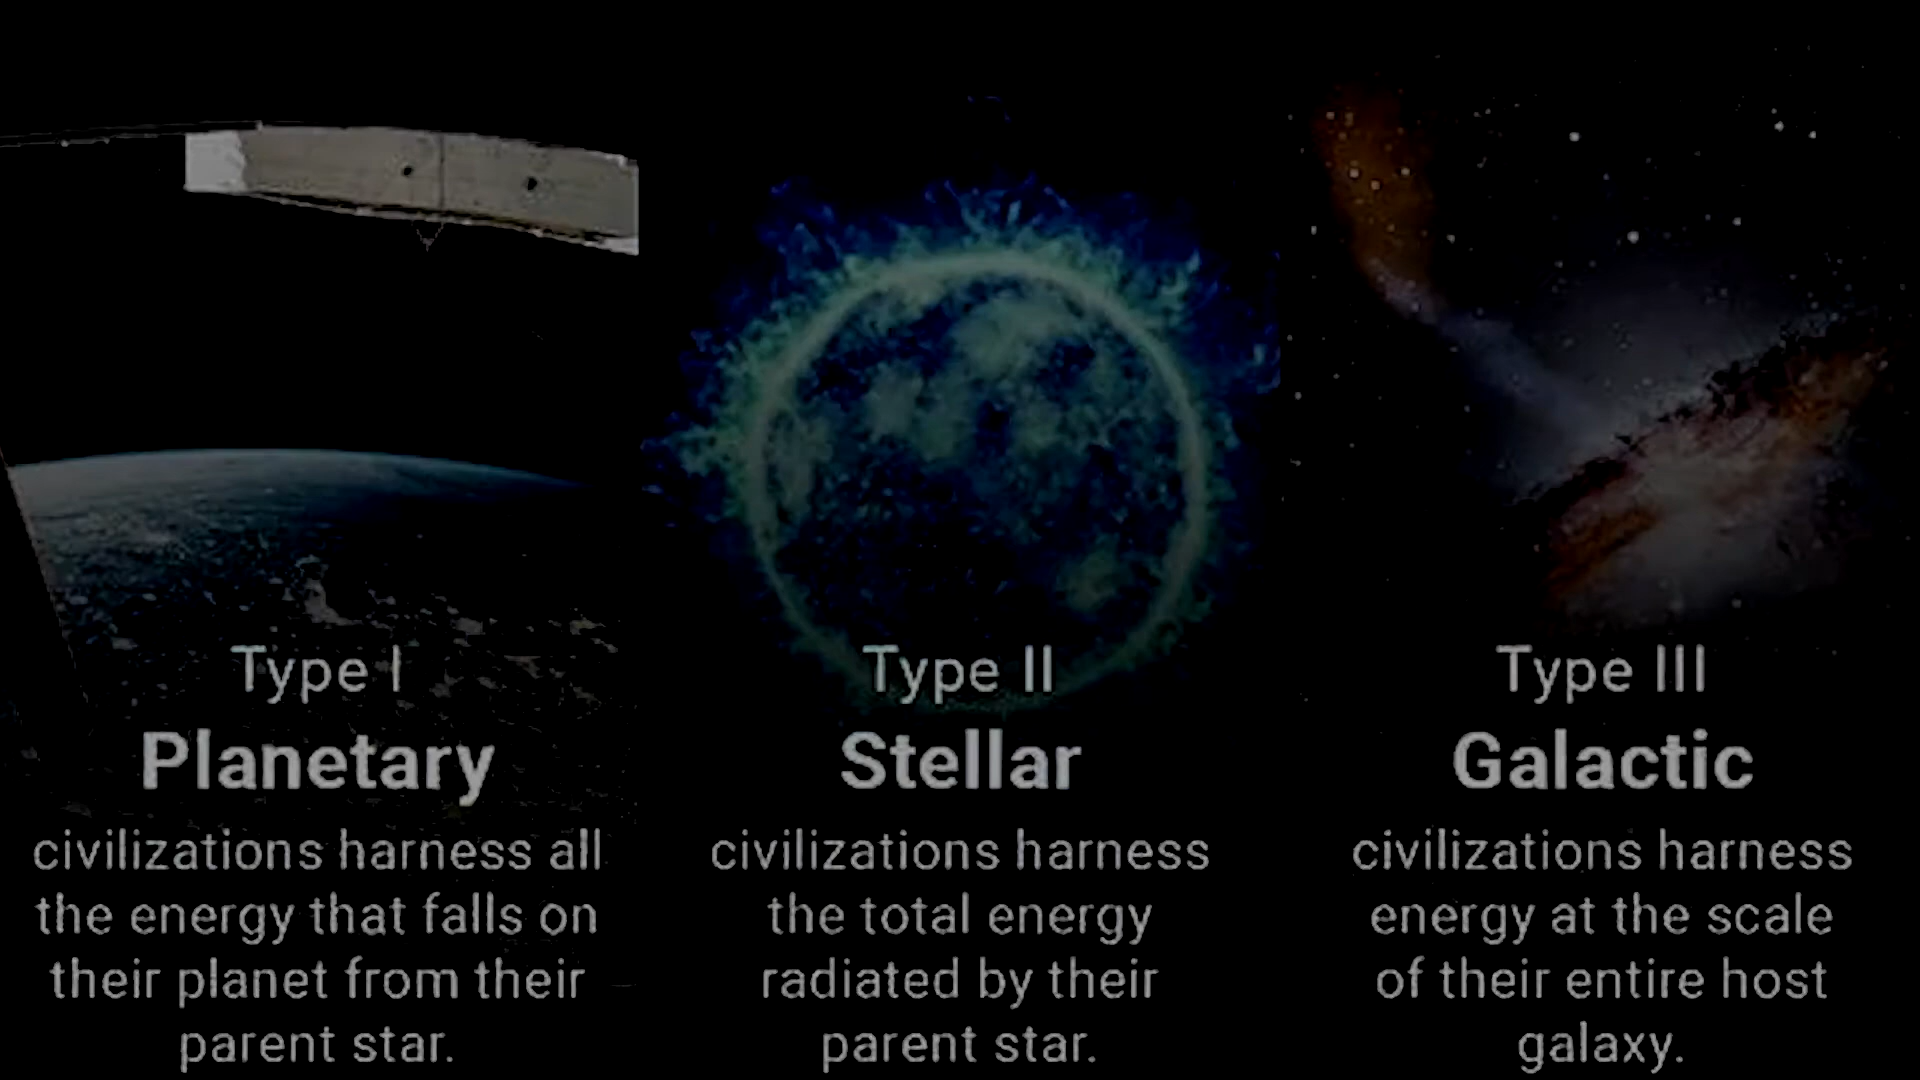 Type I
Planetary
civilizations harness all
the energy that falls on
their planet from their
parent star.
Type II
Stellar
civilizations harness
the total energy
radiated by their
parent star.
Type III
Galactic
civilizations harness
energy at the scale
of their entire host
galaxy.